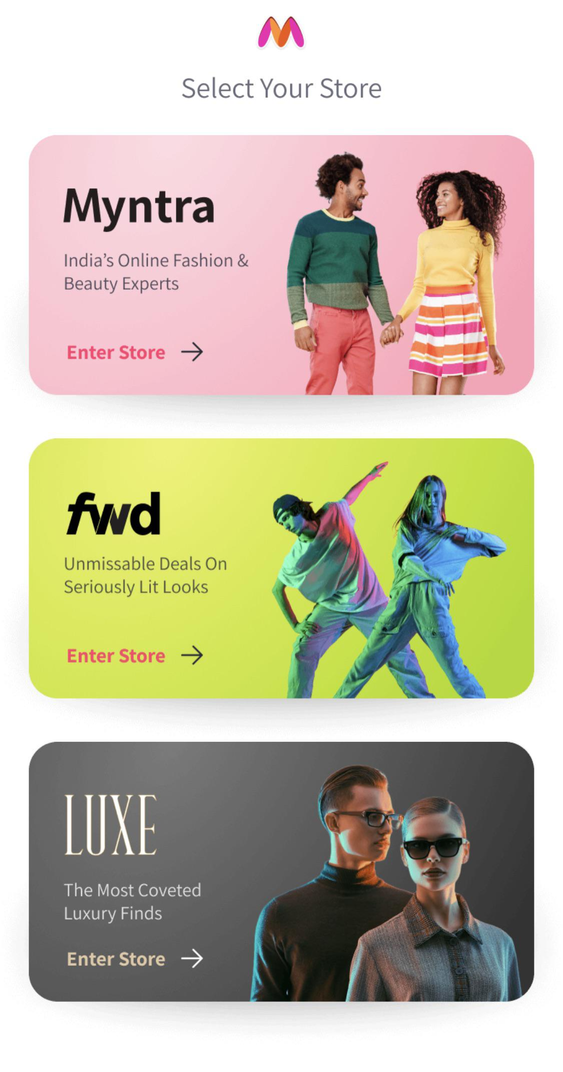 Select Your Store
Myntra
India’s Online Fashion &
Beauty Experts
Enter Store
fwd
Unmissable Deals On
Seriously Lit Looks
Enter Store
LUXE
The Most Coveted
Luxury Finds
Enter Store